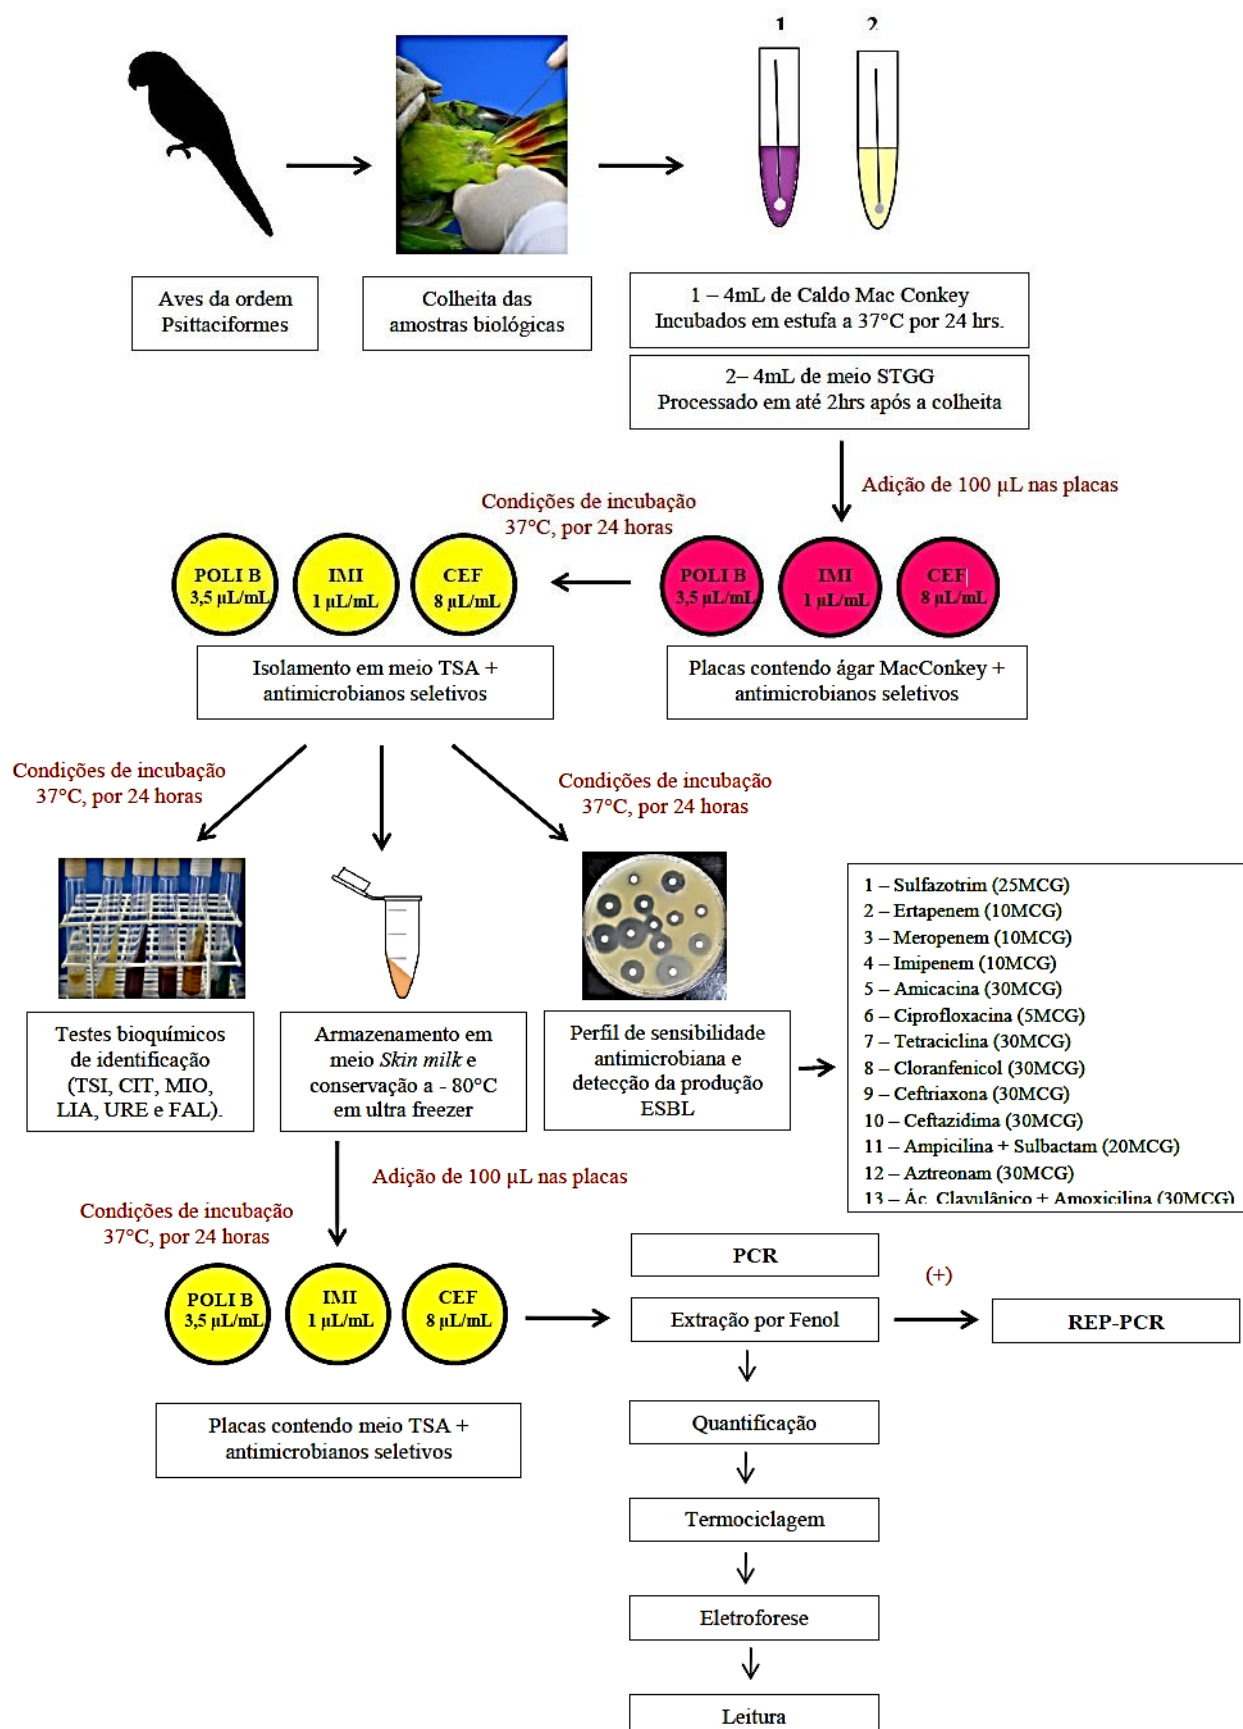 1
2
Aves da ordem
Psittaciformes
Colheita das
amostras biológicas
1 – 4mL de Caldo Mac Conkey
Incubados em estufa a 37°C por 24 hrs.
2– 4mL de meio STGG
Processado em até 2hrs após a colheita
Adição de 100 µL nas placas
Condições de incubação
37°C, por 24 horas
POLI B
3,5 µL/mL
IMI
1 µL/mL
CEF
8 µL/mL
POLI B
3,5 µL/mL
IMI
1 µL/mL
CEF
8 µL/mL
Isolamento em meio TSA +
antimicrobianos seletivos
Placas contendo ágar MacConkey +
antimicrobianos seletivos
Condições de incubação
37°C, por 24 horas
Condições de incubação
37°C, por 24 horas
Testes bioquímicos
de identificação
(TSI, CIT, MIO,
LIA, URE e FAL).
Armazenamento em
meio Skin milk e
conservação a - 80°C
em ultra freezer
Perfil de sensibilidade
antimicrobiana e
detecção da produção
ESBL
1 – Sulfazotrim (25MCG)
2 – Ertapenem (10MCG)
3 – Meropenem (10MCG)
4 – Imipenem (10MCG)
5 – Amicacina (30MCG)
6 – Ciprofloxacina (5MCG)
7 – Tetraciclina (30MCG)
8 – Cloranfenicol (30MCG)
9 – Ceftriaxona (30MCG)
10 – Ceftazidima (30MCG)
11 – Ampicilina + Sulbactam (20MCG)
12 – Aztreonam (30MCG)
13 – Ác. Clavulânico + Amoxicilina (30MCG)
Adição de 100 µL nas placas
Condições de incubação
37°C, por 24 horas
POLI B
3,5 µL/mL
IMI
1 µL/mL
CEF
8 µL/mL
Placas contendo meio TSA +
antimicrobianos seletivos
PCR
Extração por Fenol
(+)
REP-PCR
Quantificação
Termociclagem
Eletroforese
Leitura